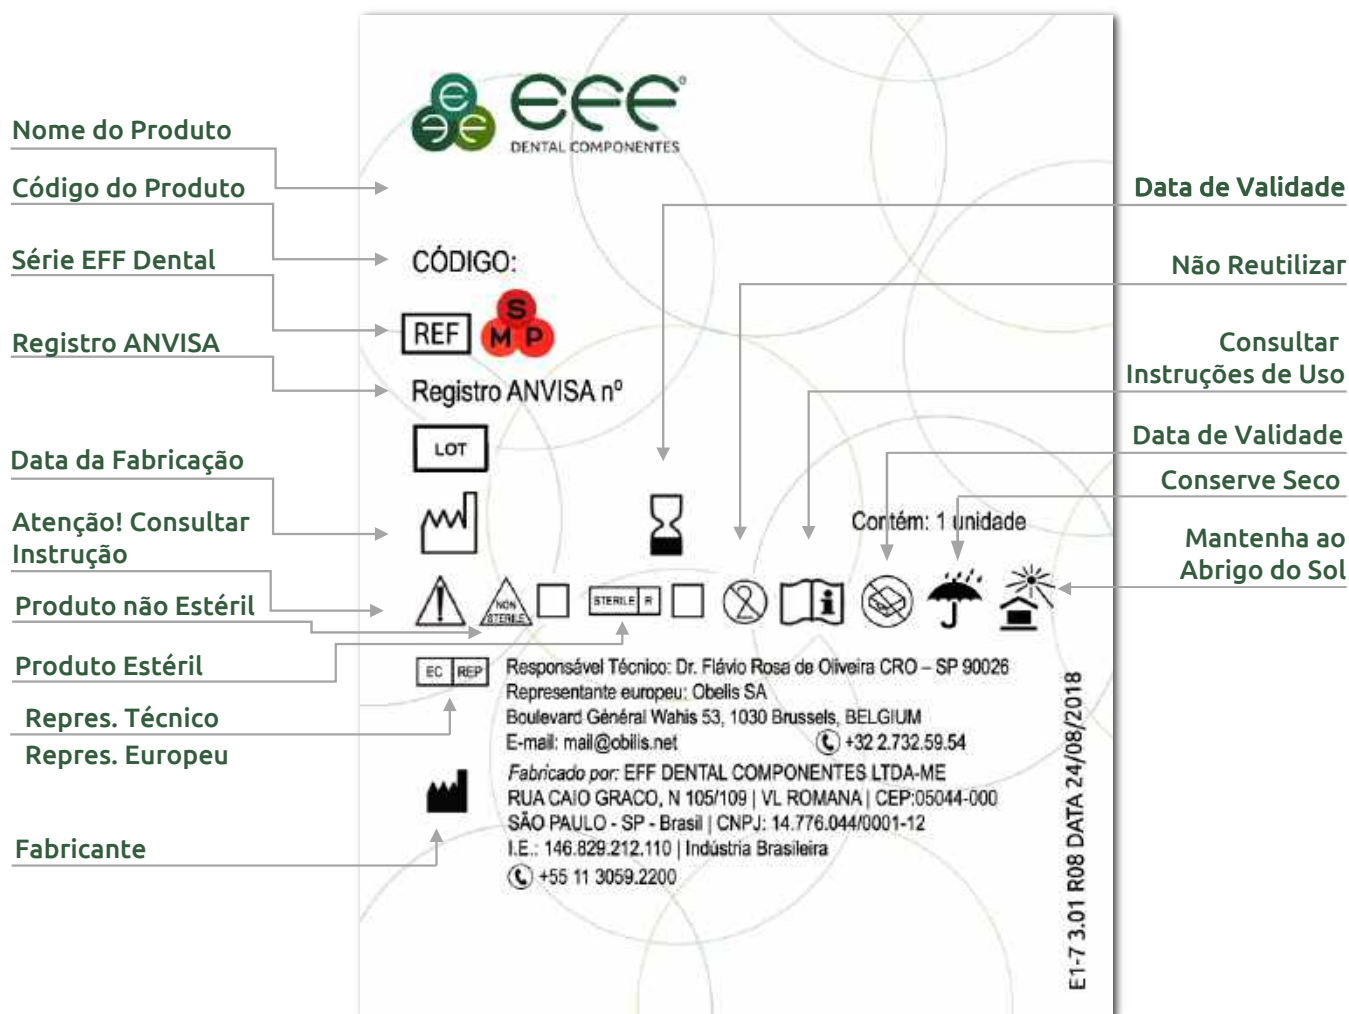 EFF
DENTAL COMPONENTES
Nome do Produto
Código do Produto
Série EFF Dental
Registro ANVISA
Data da Fabricação
Atenção! Consultar
Instrução
Produto não Estéril
Produto Estéril
Repres. Técnico
Repres. Europeu
Fabricante
CÓDIGO:
REF
S
M P
Registro ANVISA nº
LOT
Contém: 1 unidade
NON
STERILE
STERILE R
2
i
EC REP
Responsável Técnico: Dr. Flávio Rosa de Oliveira CRO – SP 90026
Representante europeu: Obelis SA
Boulevard Général Wahis 53, 1030 Brussels, BELGIUM
E-mail: mail@obilis.net +32 2.732.59.54
Fabricado por: EFF DENTAL COMPONENTES LTDA-ME
RUA CAIO GRACO, N 105/109 | VL ROMANA | CEP:05044-000
SÃO PAULO - SP - Brasil | CNPJ: 14.776.044/0001-12
I.E.: 146.829.212.110 | Indústria Brasileira
+55 11 3059.2200
E1-7 3.01 R08 DATA 24/08/2018
Data de Validade
Não Reutilizar
Consultar
Instruções de Uso
Data de Validade
Conserve Seco
Mantenha ao
Abrigo do Sol